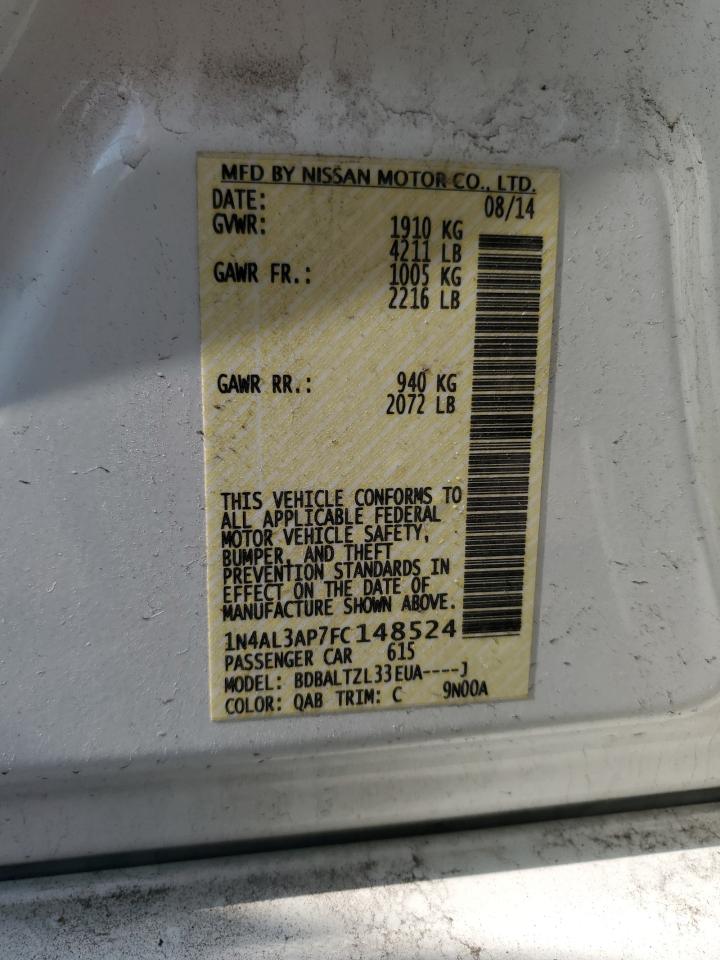 MFD BY NISSAN MOTOR CO., LTD.
DATE: 08/14
GVWR: 1910 KG
4211 LB
GAWR FR.: 1005 KG
2216 LB
GAWR RR.: 940 KG
2072 LB
THIS VEHICLE CONFORMS TO
ALL APPLICABLE FEDERAL
MOTOR VEHICLE SAFETY,
BUMPER, AND THEFT
PREVENTION STANDARDS IN
EFFECT ON THE DATE OF
MANUFACTURE SHOWN ABOVE.
1N4AL3AP7FC148524
PASSENGER CAR 615
MODEL: BDBALTZL33EUA----J
COLOR: QAB TRIM: C 9N00A